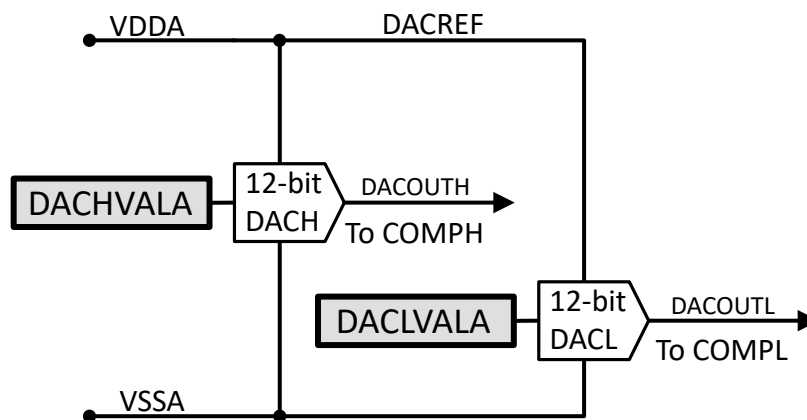 VDDA
DACREF
DACHVALA
12-bit
DACH
DACOUTH
To COMPH
DACLVALA
12-bit
DACL
DACOUTL
To COMPL
VSSA